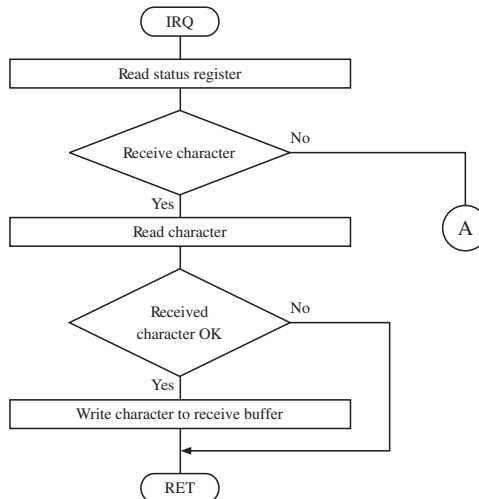 IRQ
Read status register
Receive character
No
Yes
A
Read character
Received
character OK
No
Yes
Write character to receive buffer
RET